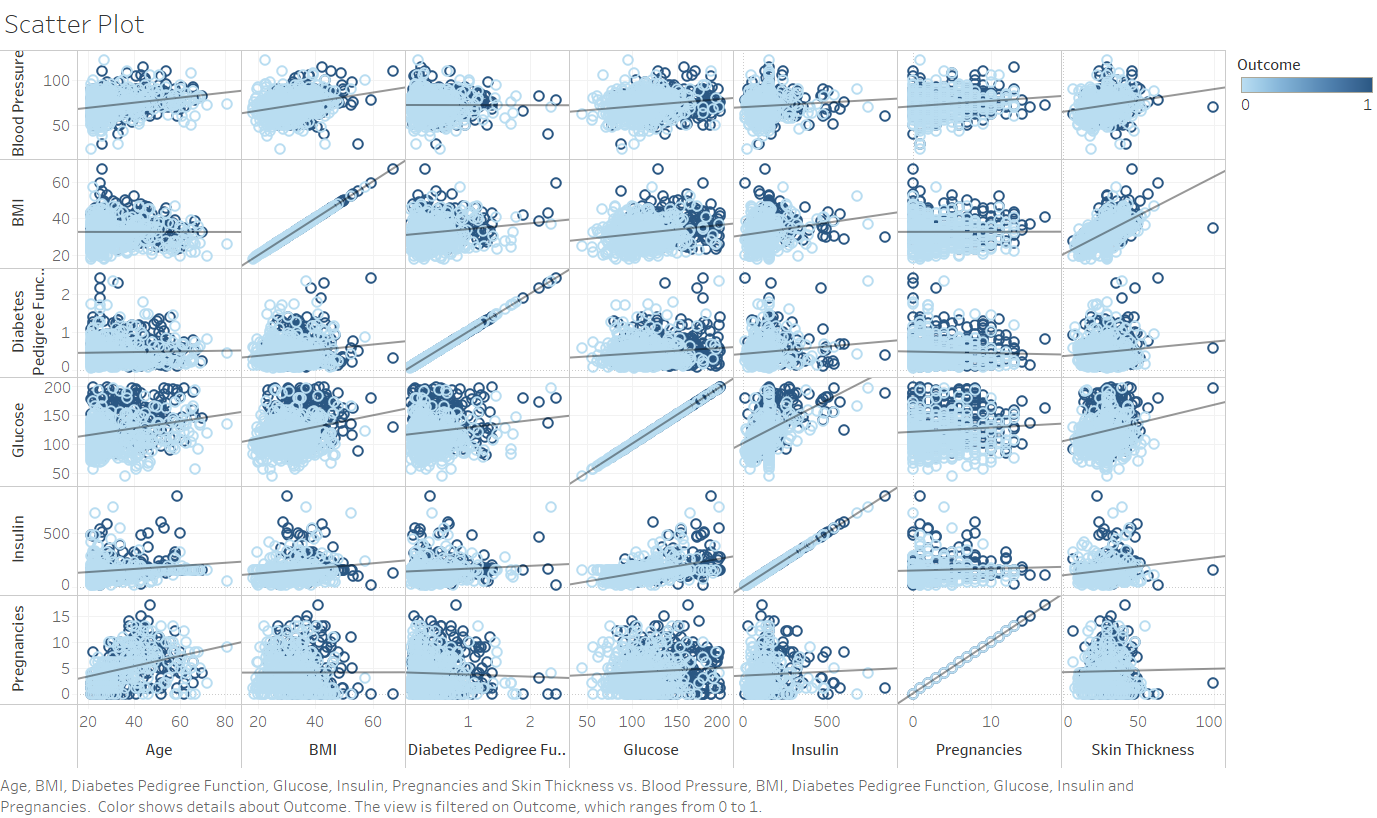 Scatter Plot
Outcome
0 1
Blood Pressure
100
50
BMI
60
40
20
Diabetes
Pedigree Func..
2
1
0
Glucose
200
150
100
50
Insulin
500
0
Pregnancies
15
10
5
0
20 40 60 80 20 40 60 1 2 50 100 150 200 0 500 0 10 0 50 100
Age BMI Diabetes Pedigree Fu.. Glucose Insulin Pregnancies Skin Thickness
Age, BMI, Diabetes Pedigree Function, Glucose, Insulin, Pregnancies and Skin Thickness vs. Blood Pressure, BMI, Diabetes Pedigree Function, Glucose, Insulin and
Pregnancies. Color shows details about Outcome. The view is filtered on Outcome, which ranges from 0 to 1.